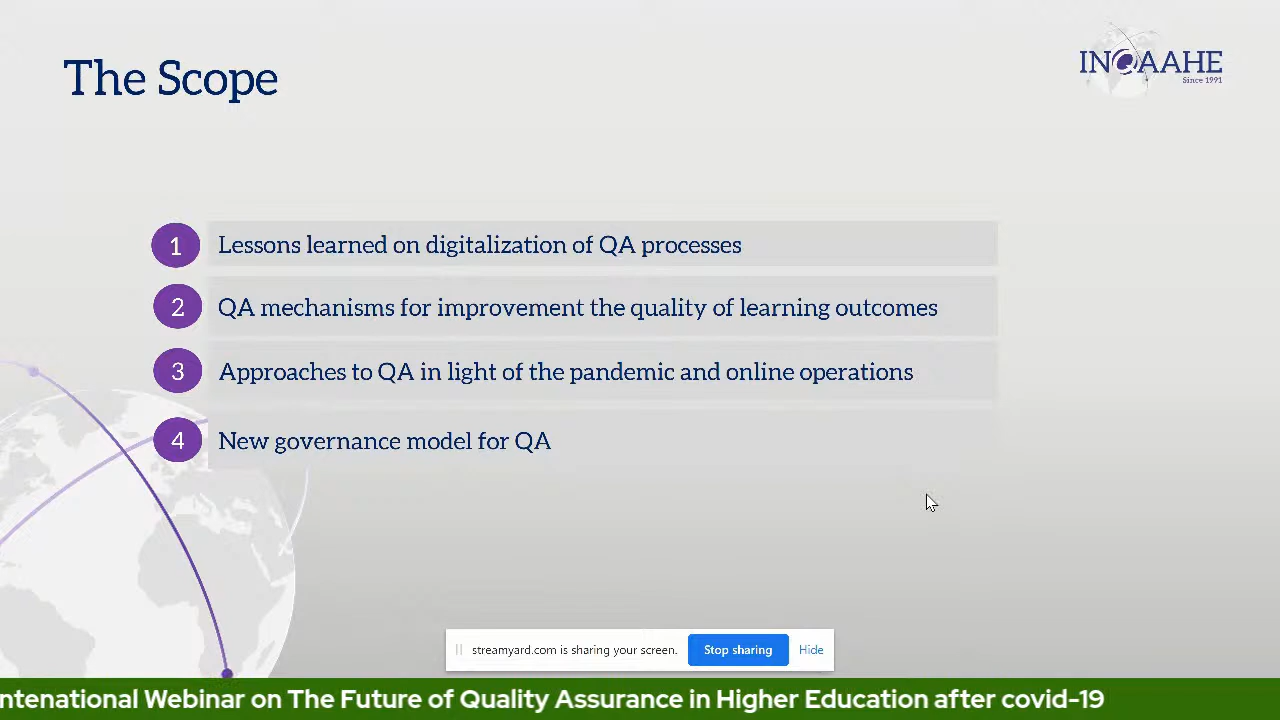 The Scope
INQAAHE
Since 1991
1 Lessons learned on digitalization of QA processes
2 QA mechanisms for improvement the quality of learning outcomes
3 Approaches to QA in light of the pandemic and online operations
4 New governance model for QA
streamyard.com is sharing your screen. Stop sharing Hide
ntenational Webinar on The Future of Quality Assurance in Higher Education after covid-19